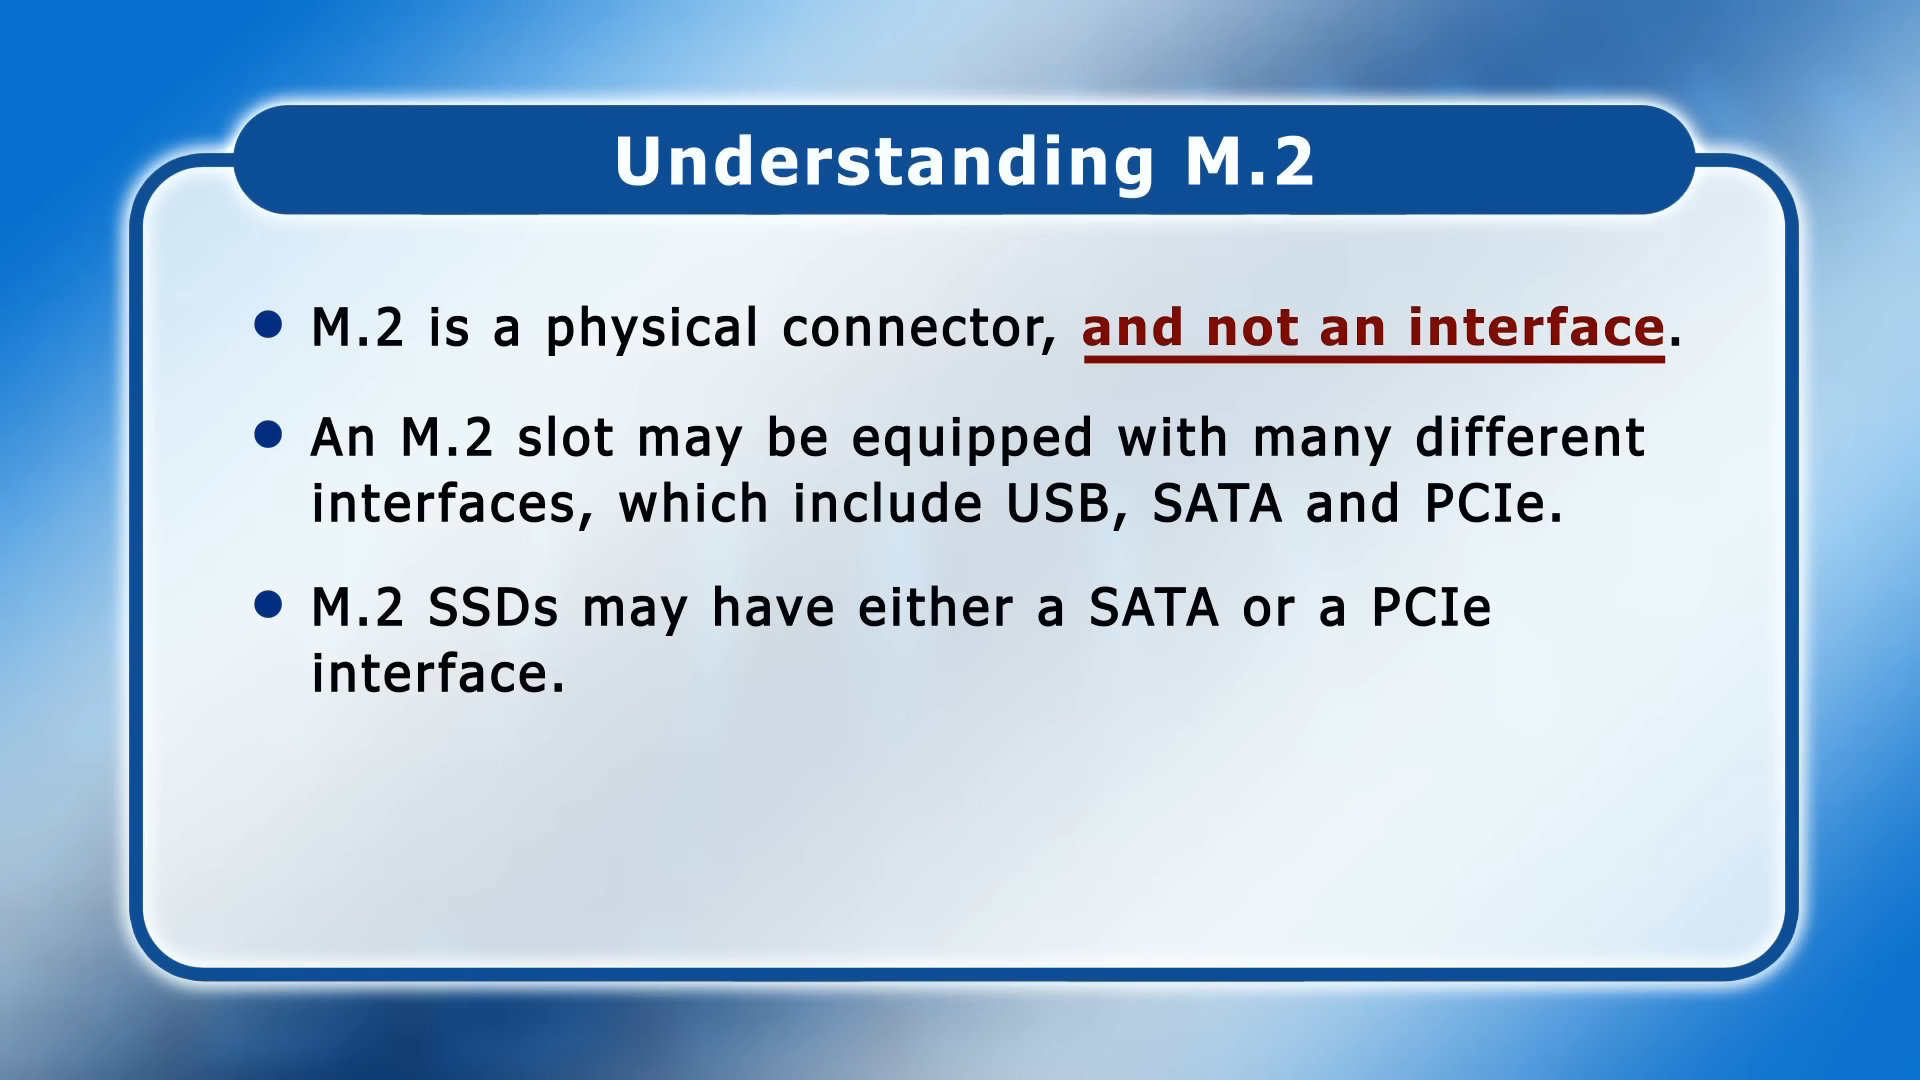 Understanding M.2
● M.2 is a physical connector, and not an interface.
● An M.2 slot may be equipped with many different
interfaces, which include USB, SATA and PCIe.
● M.2 SSDs may have either a SATA or a PCIe
interface.